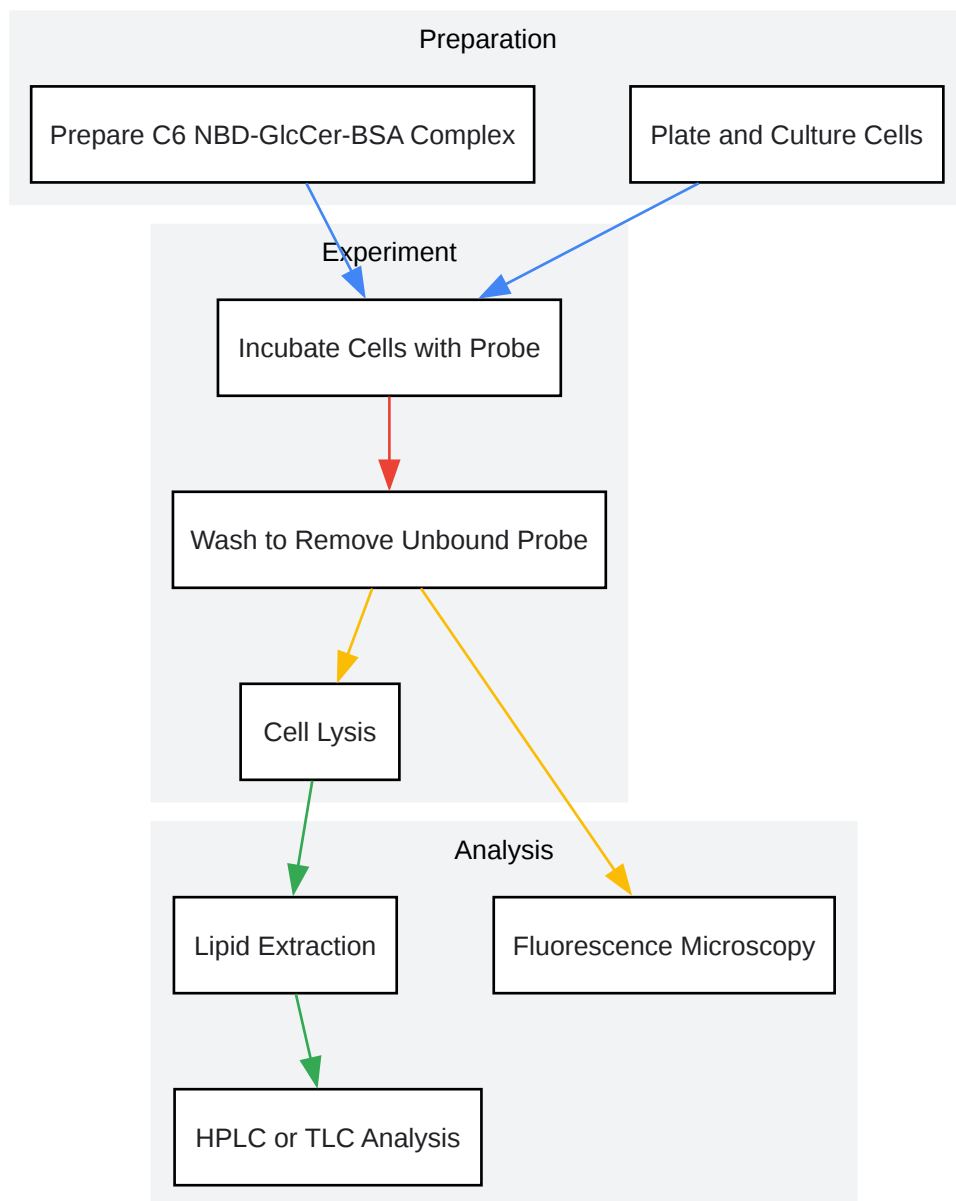 Preparation
Prepare C6 NBD-GlcCer-BSA Complex
Plate and Culture Cells
Experiment
Incubate Cells with Probe
Wash to Remove Unbound Probe
Cell Lysis
Analysis
Lipid Extraction
Fluorescence Microscopy
HPLC or TLC Analysis